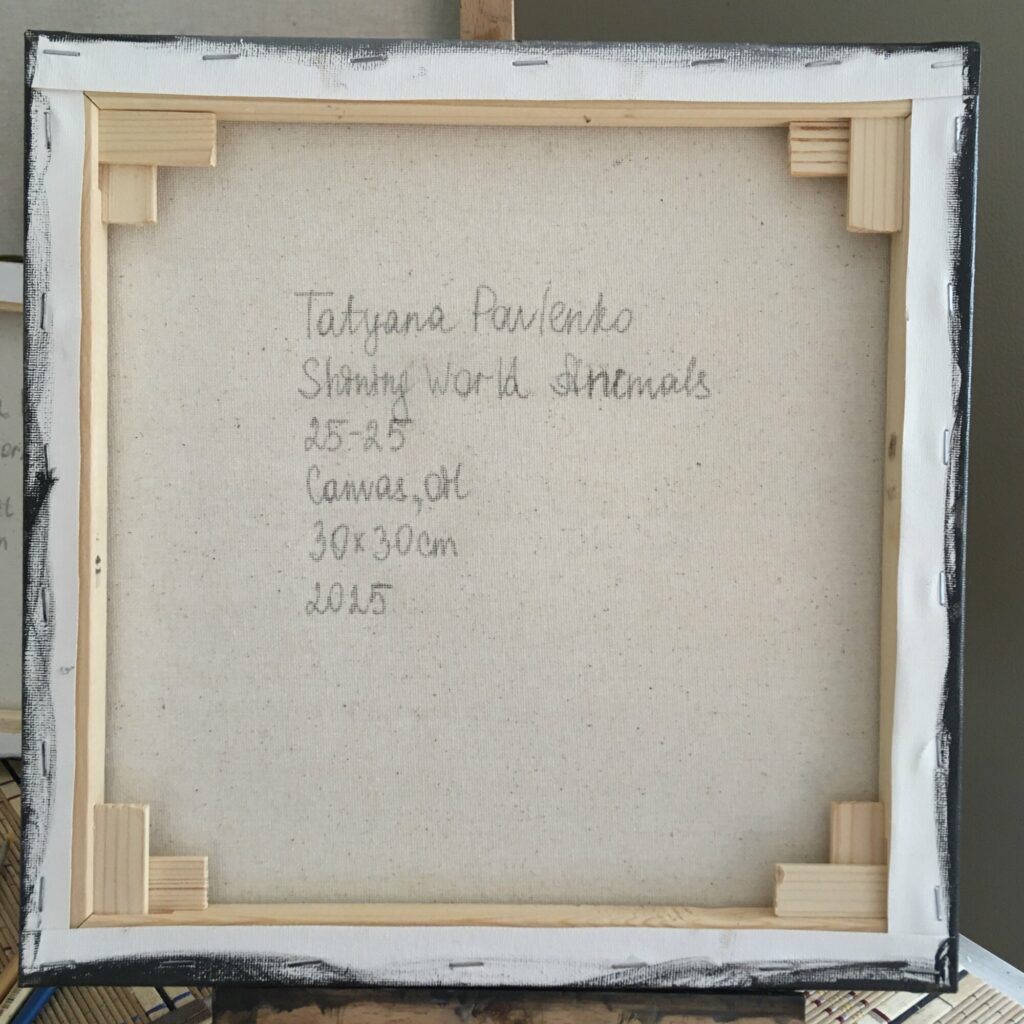 Tatyana Pavlenko
Shining World
25-25
Canvas, Oil
30x30cm
2025